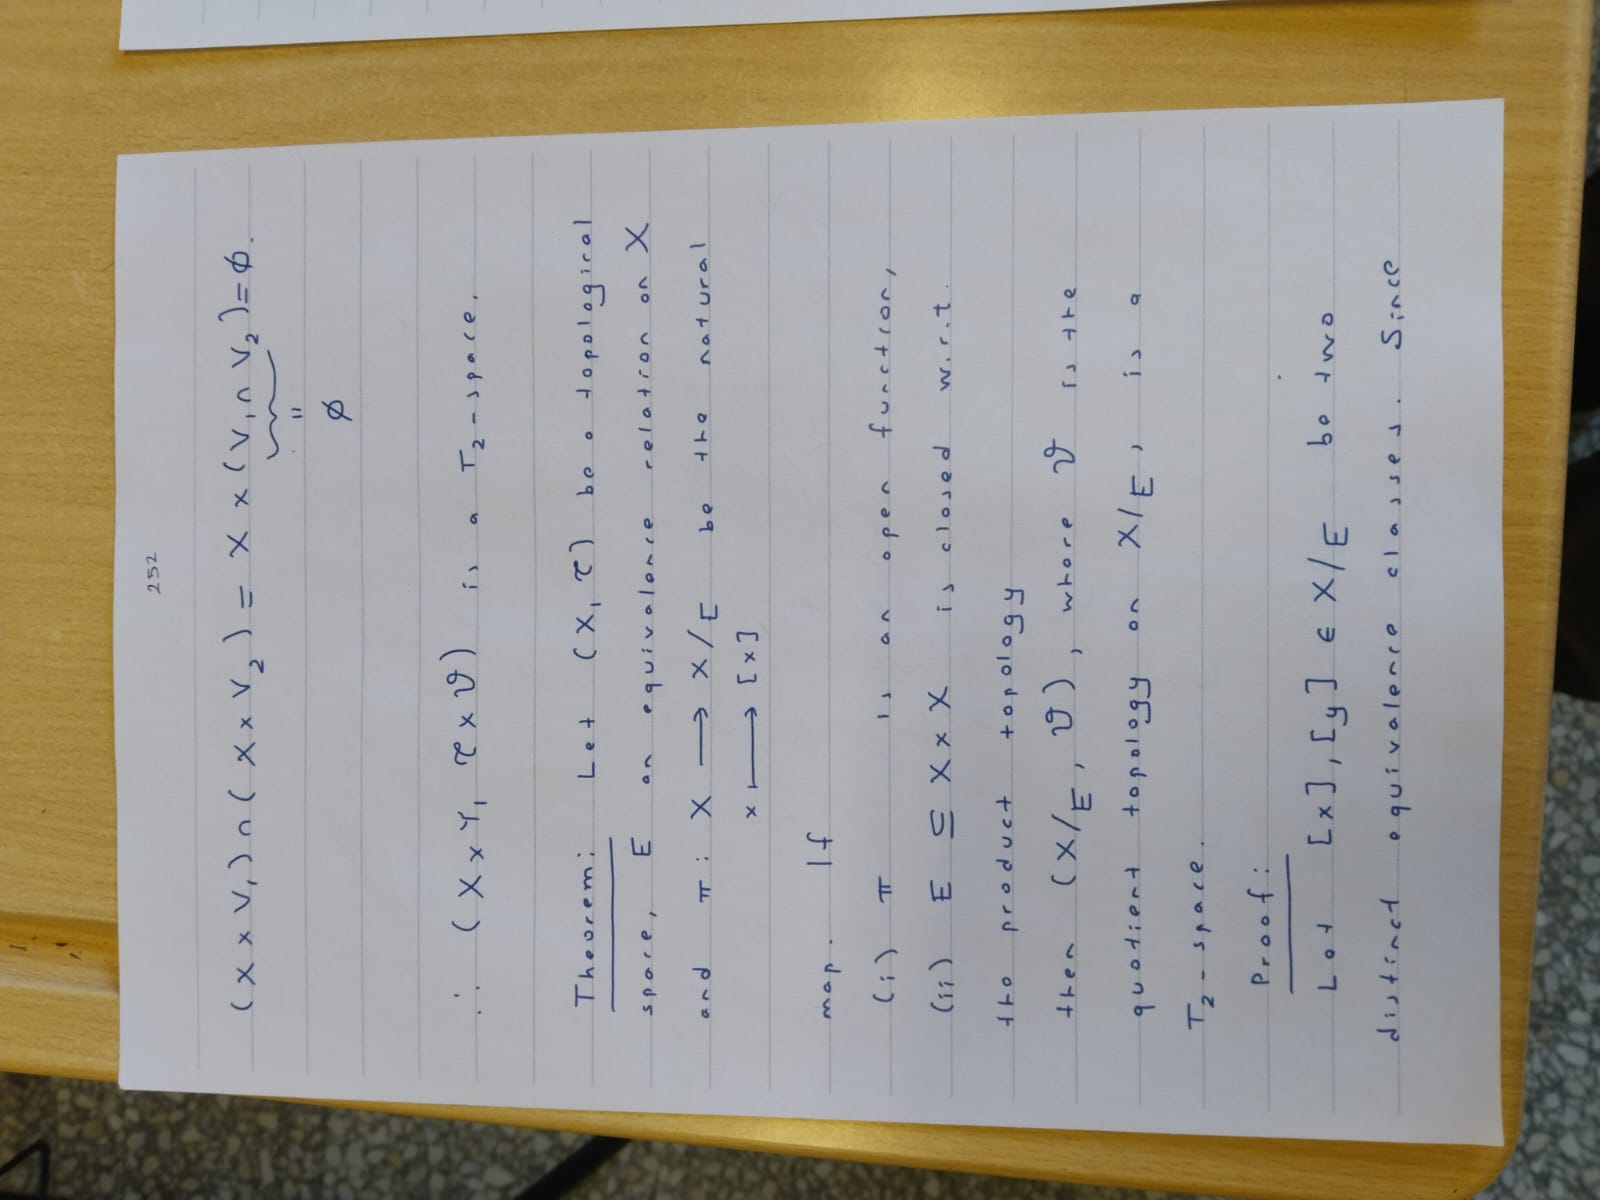 252
(X x V₁) ∩ (X x V₂) = X x (V₁ ∩ V₂) = ∅.
=
∅
∴ (X x Y, τ x ϑ) is a T₂-space.
Theorem: Let (X, τ) be a topological
space, E an equivalence relation on X
and π : X ⟶ X/E be the natural
x ⟼ [x]
map. If
(i) π is an open function,
(ii) E ⊆ X x X is closed w.r.t.
the product topology
then (X/E, ϑ), where ϑ is the
quotient topology on X/E, is a
T₂-space.
Proof:
Let [x],[y] ∈ X/E be two
distinct equivalence classes. Since